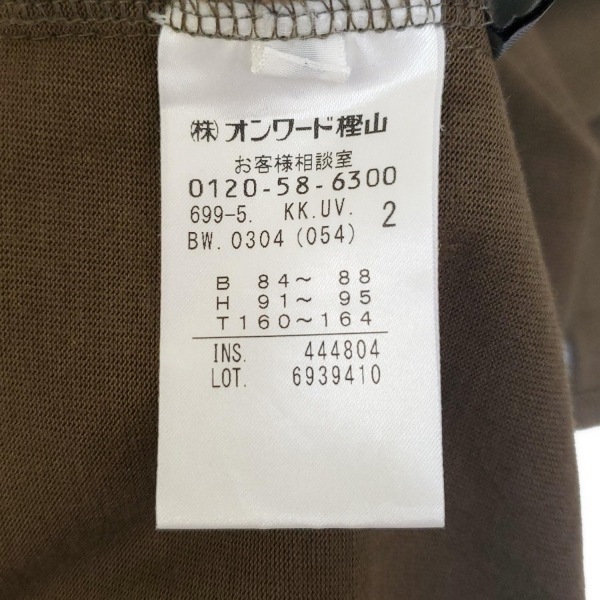 ㈱オンワード樫山
お客様相談室
0120-58-6300
699-5. KK.UV. 2
BW.0304(054)
B 84～ 88
H 91～ 95
T160～164
INS. 444804
LOT. 6939410